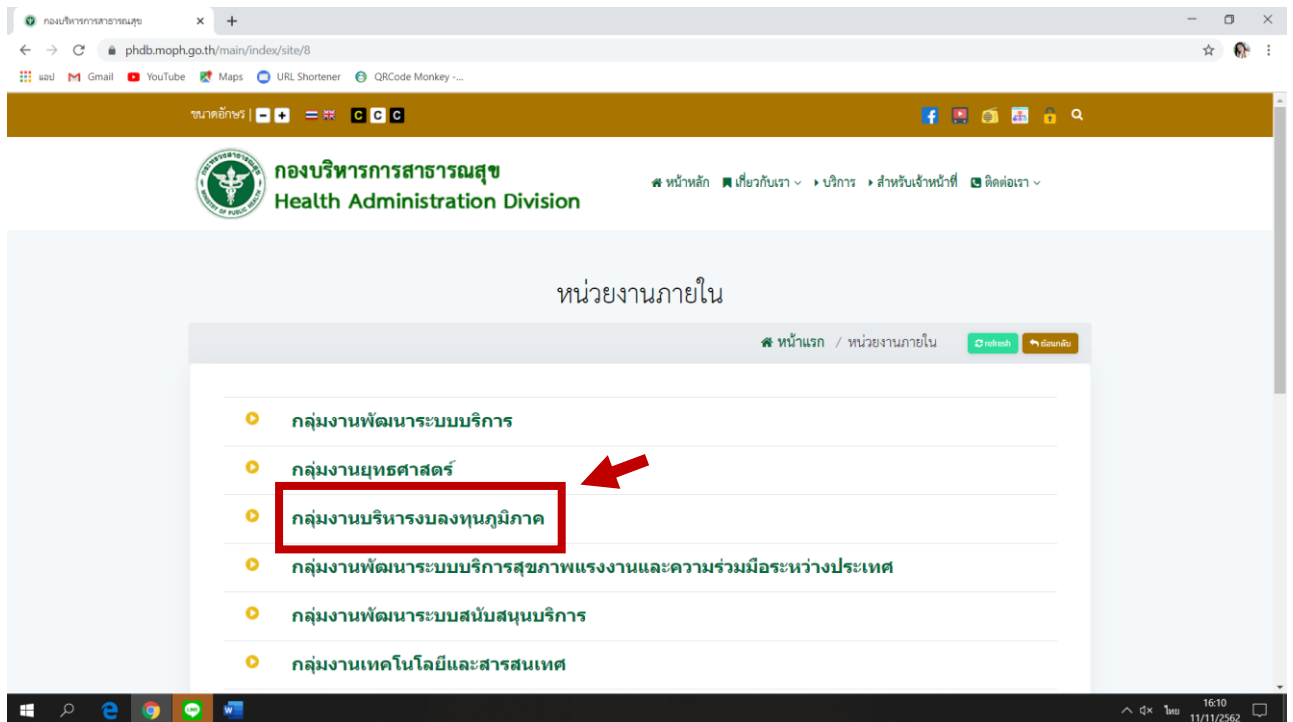 กองบริหารการสาธารณสุข
phdb.moph.go.th/main/index/site/8
แอป Gmail YouTube Maps URL Shortener QRCode Monkey -...
ขนาดอักษร | - + C C C
กองบริหารการสาธารณสุข
Health Administration Division
หน้าหลัก เกี่ยวกับเรา บริการ สำหรับเจ้าหน้าที่ ติดต่อเรา
หน่วยงานภายใน
หน้าแรก / หน่วยงานภายใน refresh ย้อนกลับ
กลุ่มงานพัฒนาระบบบริการ
กลุ่มงานยุทธศาสตร์
กลุ่มงานบริหารงบลงทุนภูมิภาค
กลุ่มงานพัฒนาระบบบริการสุขภาพแรงงานและความร่วมมือระหว่างประเทศ
กลุ่มงานพัฒนาระบบสนับสนุนบริการ
กลุ่มงานเทคโนโลยีและสารสนเทศ
ไทย 16:10
11/11/2562